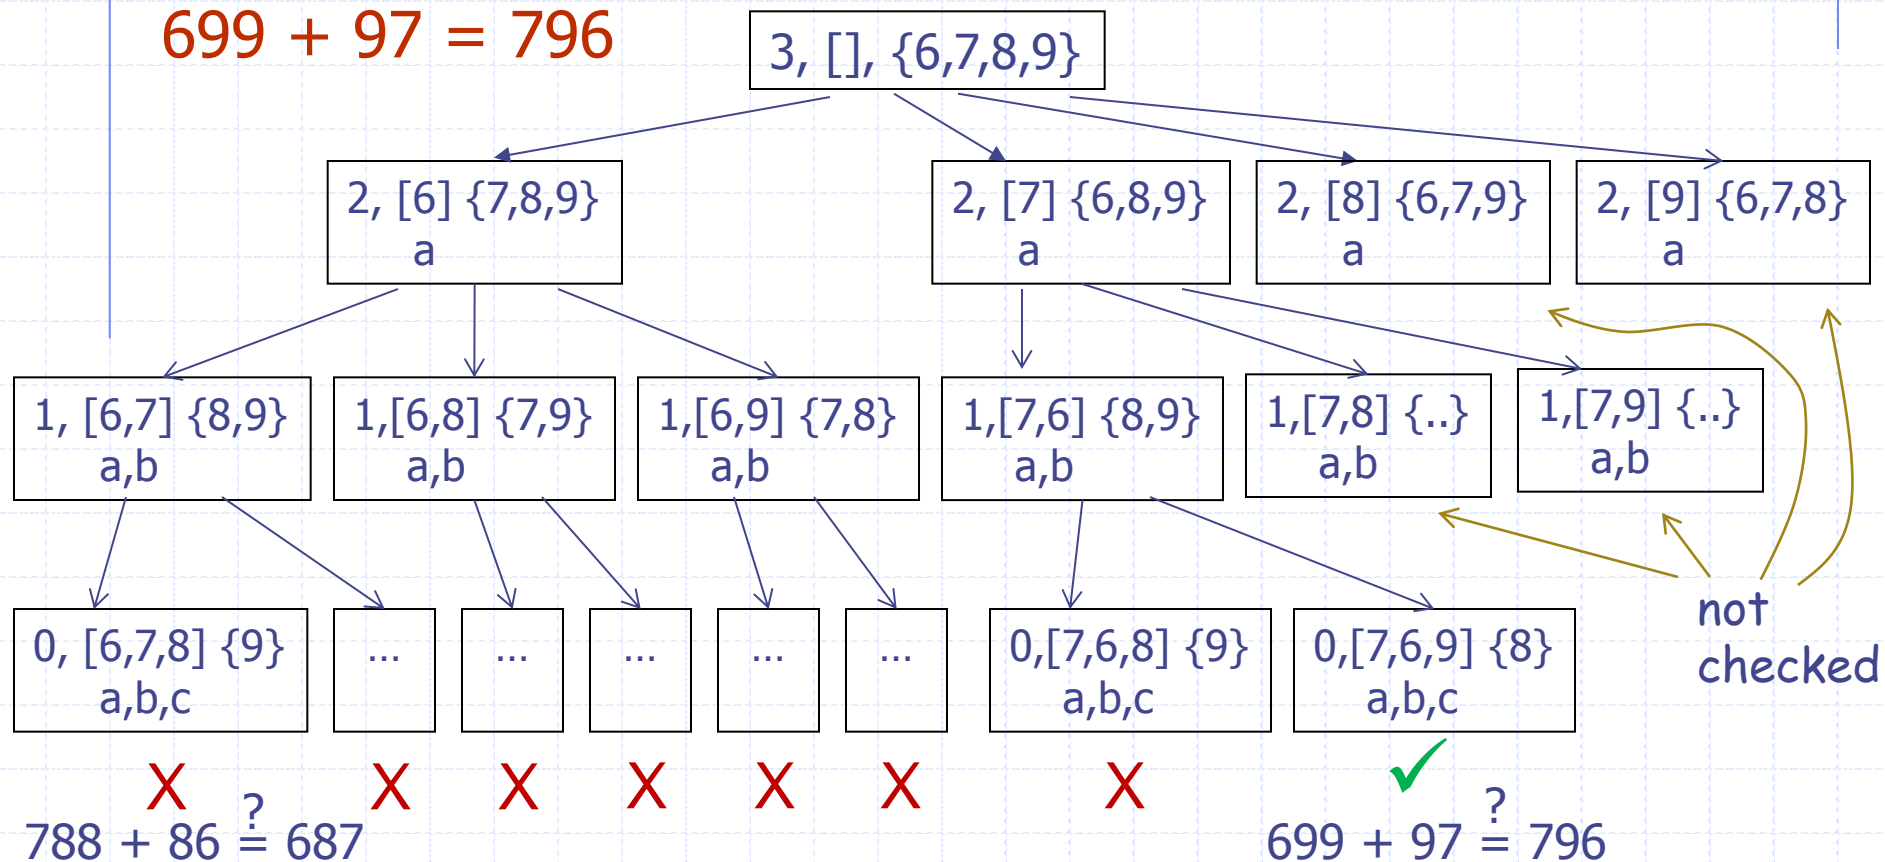 699 + 97 = 796
3, [], {6,7,8,9}
2, [6] {7,8,9}
a
2, [7] {6,8,9}
a
2, [8] {6,7,9}
a
2, [9] {6,7,8}
a
1, [6,7] {8,9}
a,b
1,[6,8] {7,9}
a,b
1,[6,9] {7,8}
a,b
1,[7,6] {8,9}
a,b
1,[7,8] {..}
a,b
1,[7,9] {..}
a,b
0, [6,7,8] {9}
a,b,c
...
...
...
...
...
0,[7,6,8] {9}
a,b,c
0,[7,6,9] {8}
a,b,c
not
checked
X X X X X X ✓
?
788 + 86 = 687
?
699 + 97 = 796